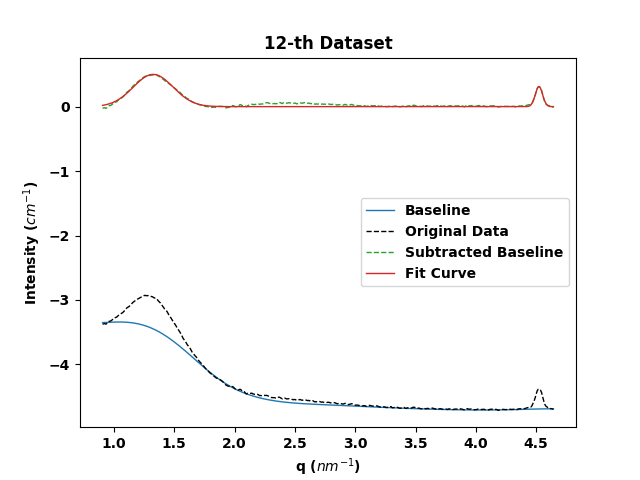 12-th Dataset
Intensity (cm⁻¹)
0
−1
−2
−3
−4
Baseline
Original Data
Subtracted Baseline
Fit Curve
1.0 1.5 2.0 2.5 3.0 3.5 4.0 4.5
q (nm⁻¹)